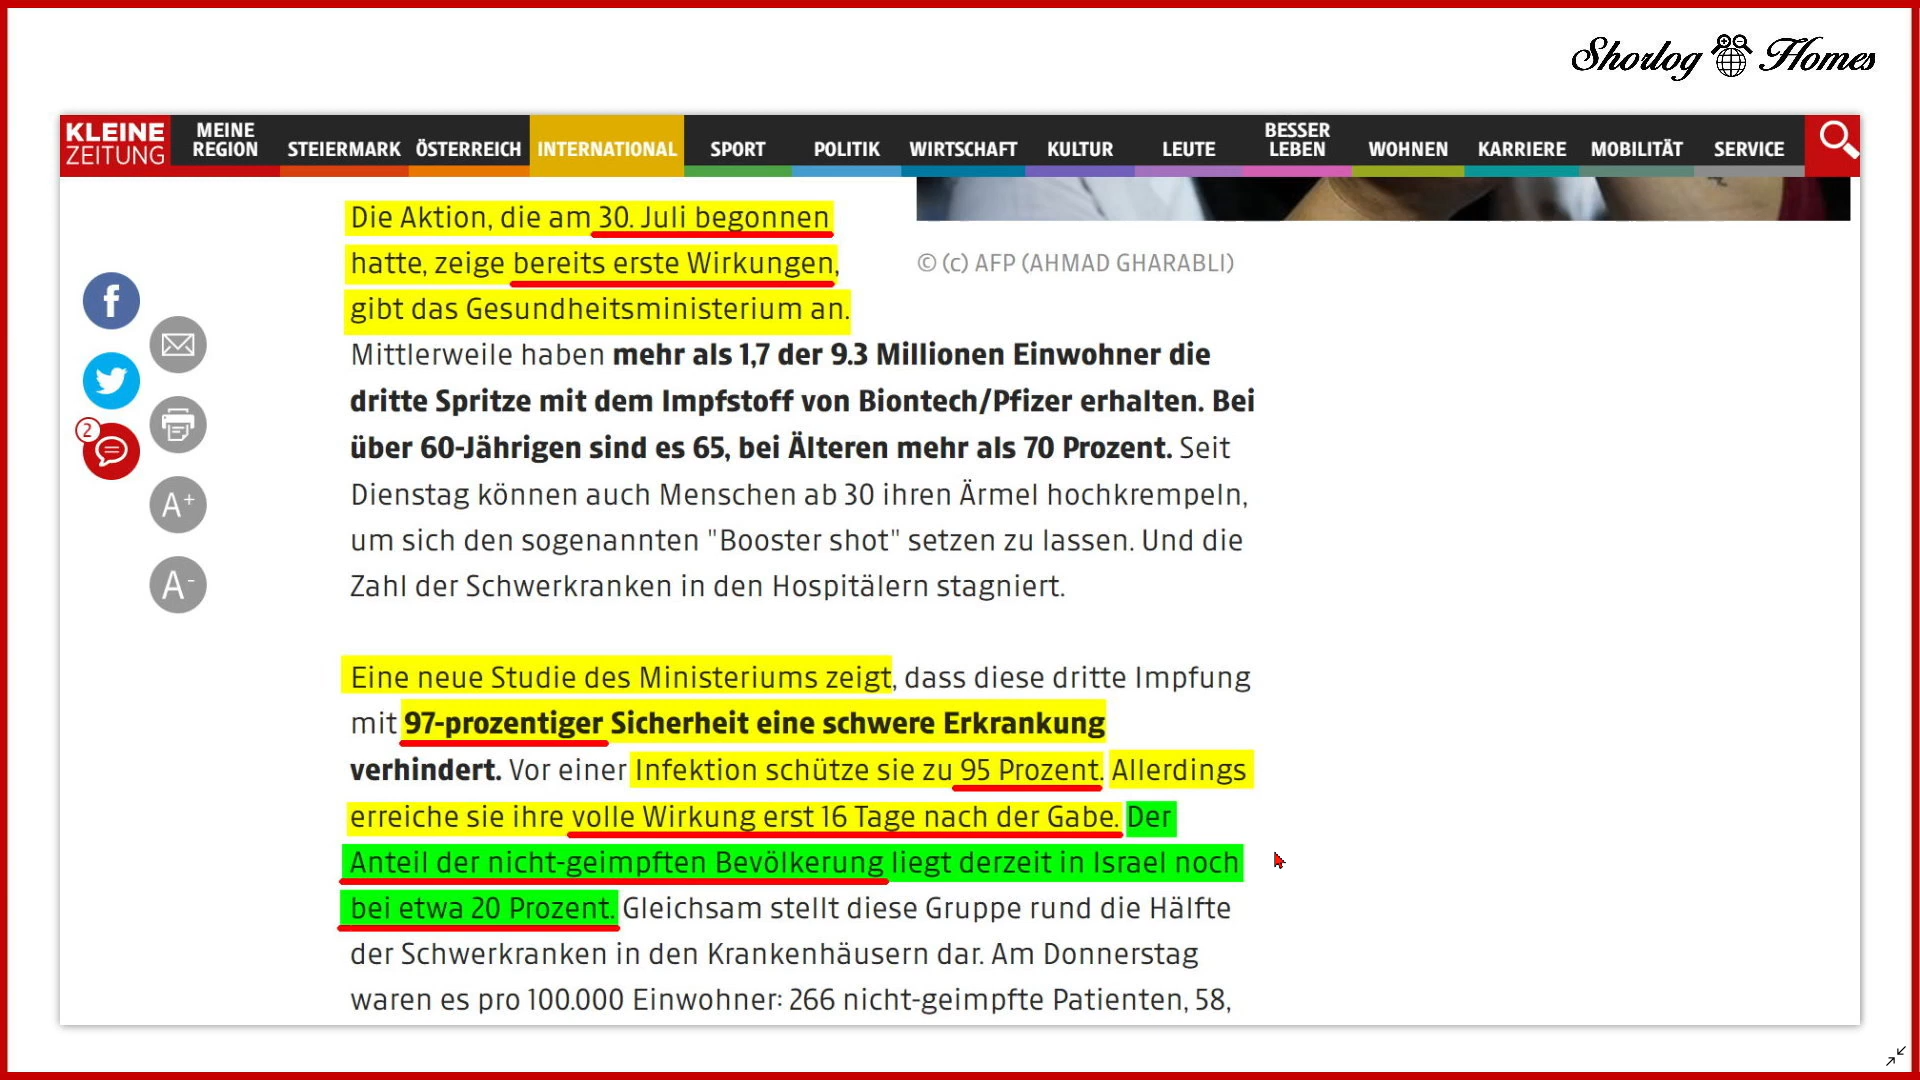 Shorlog Homes
KLEINE ZEITUNG
MEINE REGION
STEIERMARK
ÖSTERREICH
INTERNATIONAL
SPORT
POLITIK
WIRTSCHAFT
KULTUR
LEUTE
BESSER LEBEN
WOHNEN
KARRIERE
MOBILITÄT
SERVICE
Die Aktion, die am 30. Juli begonnen
hatte, zeige bereits erste Wirkungen,
gibt das Gesundheitsministerium an.
© (c) AFP (AHMAD GHARABLI)
f
2
A+
A-
Mittlerweile haben mehr als 1,7 der 9.3 Millionen Einwohner die
dritte Spritze mit dem Impfstoff von Biontech/Pfizer erhalten. Bei
über 60-Jährigen sind es 65, bei Älteren mehr als 70 Prozent. Seit
Dienstag können auch Menschen ab 30 ihren Ärmel hochkrempeln,
um sich den sogenannten "Booster shot" setzen zu lassen. Und die
Zahl der Schwerkranken in den Hospitälern stagniert.
Eine neue Studie des Ministeriums zeigt, dass diese dritte Impfung
mit 97-prozentiger Sicherheit eine schwere Erkrankung
verhindert. Vor einer Infektion schütze sie zu 95 Prozent. Allerdings
erreiche sie ihre volle Wirkung erst 16 Tage nach der Gabe. Der
Anteil der nicht-geimpften Bevölkerung liegt derzeit in Israel noch
bei etwa 20 Prozent. Gleichsam stellt diese Gruppe rund die Hälfte
der Schwerkranken in den Krankenhäusern dar. Am Donnerstag
waren es pro 100.000 Einwohner: 266 nicht-geimpfte Patienten, 58,